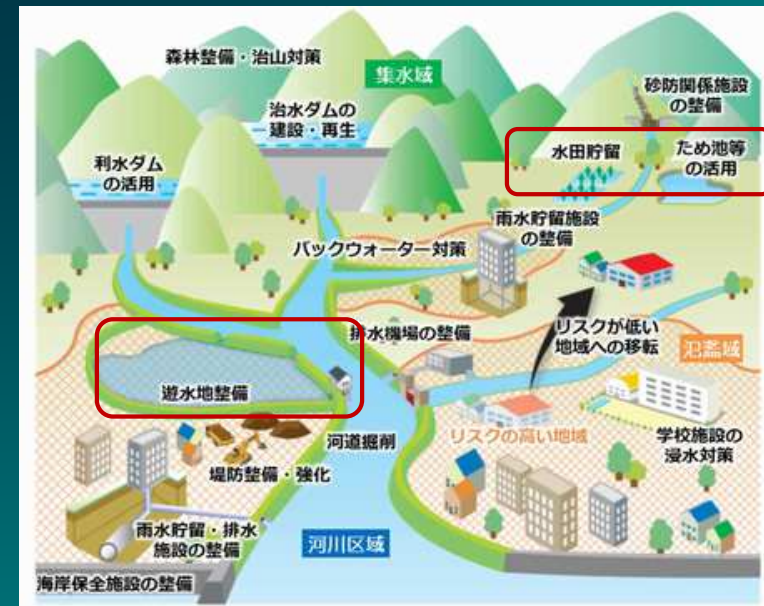 森林整備・治山対策
集水域
砂防関係施設
の整備
治水ダムの
建設・再生
水田貯留
ため池等
の活用
利水ダム
の活用
雨水貯留施設
の整備
バックウォーター対策
排水機場の整備
リスクが低い
地域への移転
氾濫域
遊水地整備
リスクの高い地域
学校施設の
浸水対策
河道掘削
堤防整備・強化
雨水貯留・排水
施設の整備
河川区域
海岸保全施設の整備